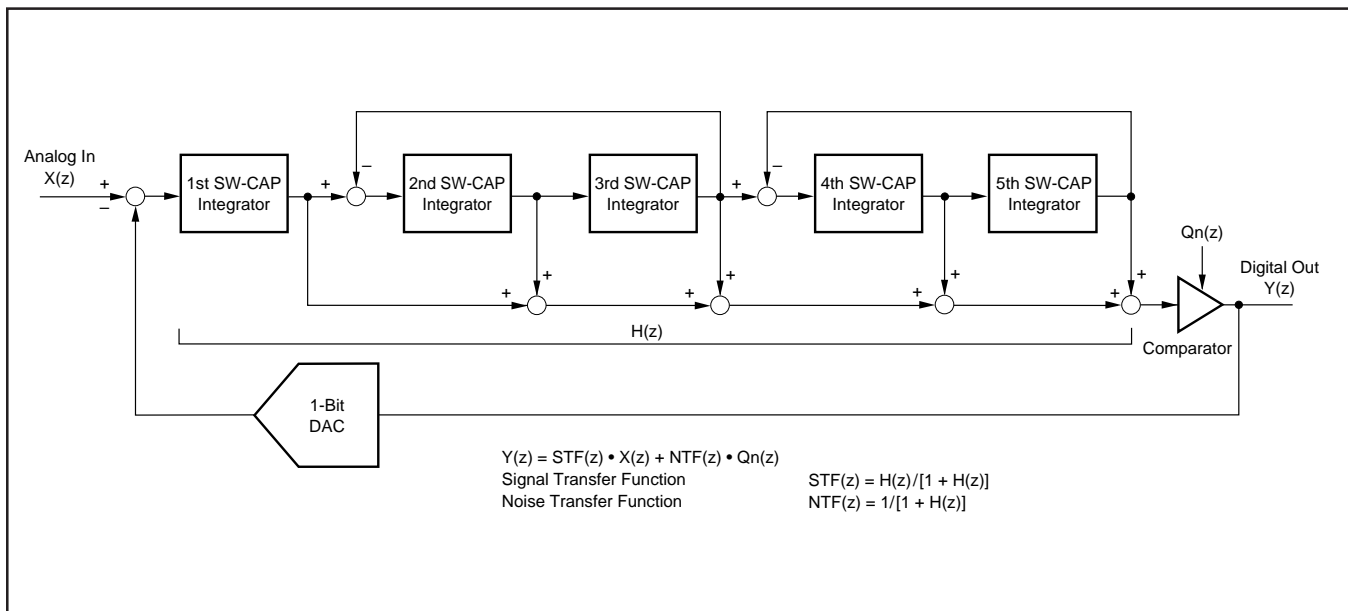 Analog In
X(z)
+
−
1st SW-CAP
Integrator
+
−
2nd SW-CAP
Integrator
3rd SW-CAP
Integrator
+
−
4th SW-CAP
Integrator
5th SW-CAP
Integrator
Qn(z)
Digital Out
Y(z)
+
+
+
+
+
+
+
+
H(z)
Comparator
1-Bit
DAC
Y(z) = STF(z) • X(z) + NTF(z) • Qn(z)
Signal Transfer Function STF(z) = H(z)/[1 + H(z)]
Noise Transfer Function NTF(z) = 1/[1 + H(z)]